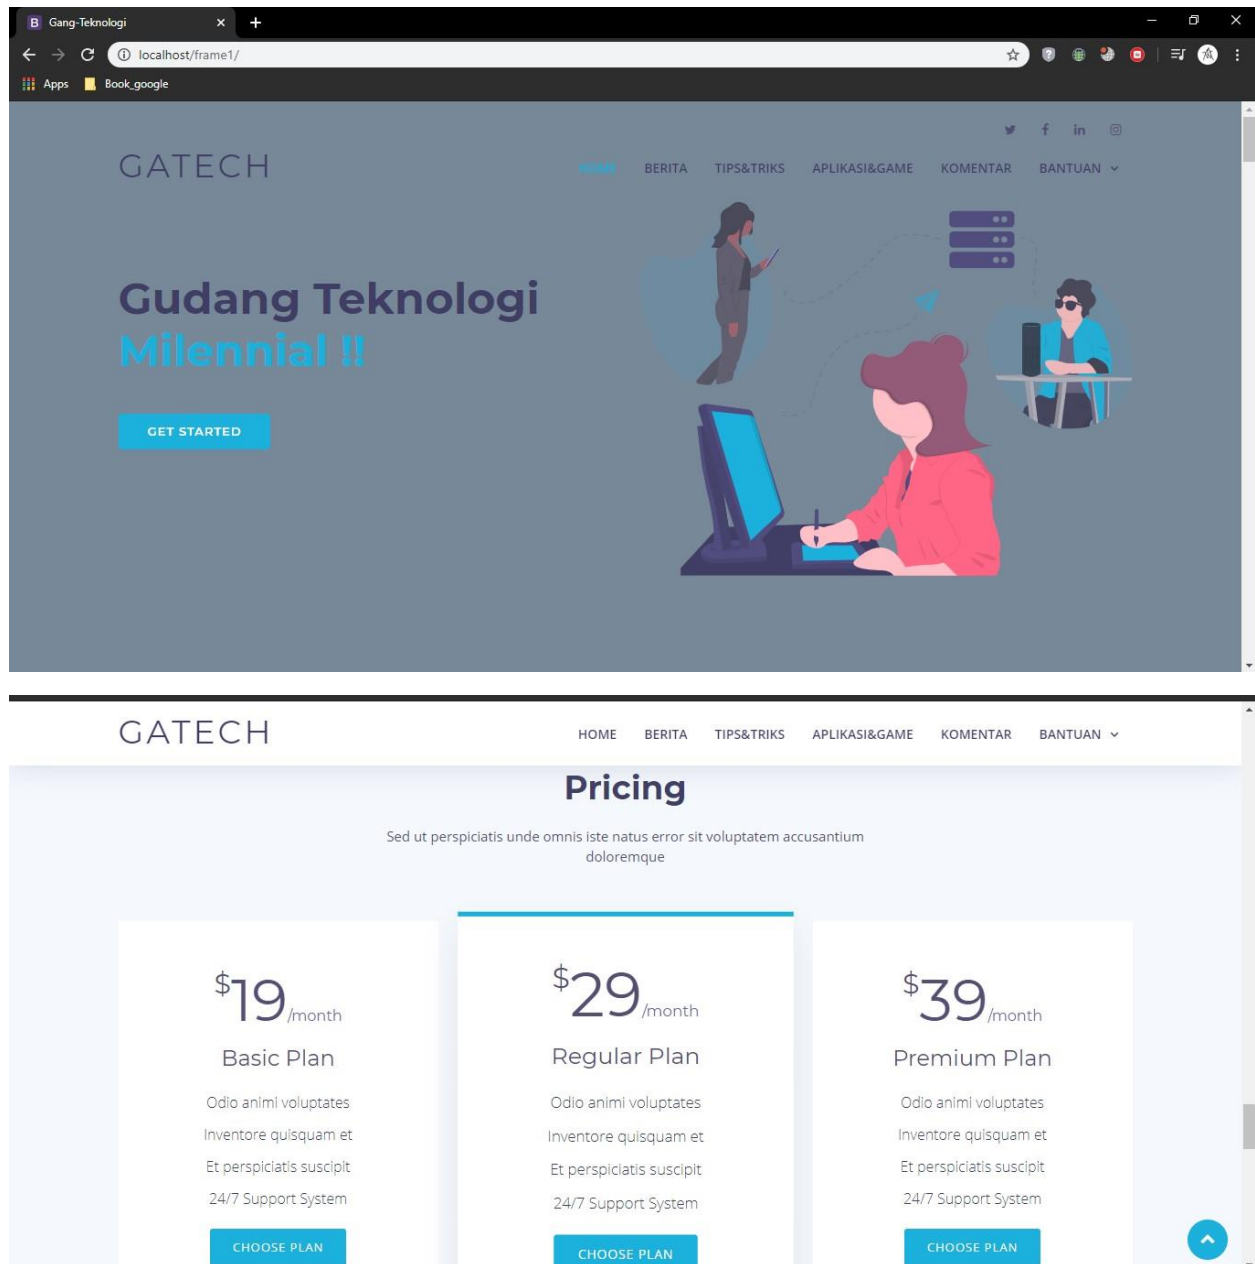 B Gang-Teknologi
localhost/frame1/
Apps Book_google
f in
GATECH
HOME BERITA TIPS&TRIKS APLIKASI&GAME KOMENTAR BANTUAN
Gudang Teknologi
Milennial !!
GET STARTED
GATECH
HOME BERITA TIPS&TRIKS APLIKASI&GAME KOMENTAR BANTUAN
Pricing
Sed ut perspiciatis unde omnis iste natus error sit voluptatem accusantium
doloremque
$19/month
Basic Plan
Odio animi voluptates
Inventore quisquam et
Et perspiciatis suscipit
24/7 Support System
CHOOSE PLAN
$29/month
Regular Plan
Odio animi voluptates
Inventore quisquam et
Et perspiciatis suscipit
24/7 Support System
CHOOSE PLAN
$39/month
Premium Plan
Odio animi voluptates
Inventore quisquam et
Et perspiciatis suscipit
24/7 Support System
CHOOSE PLAN